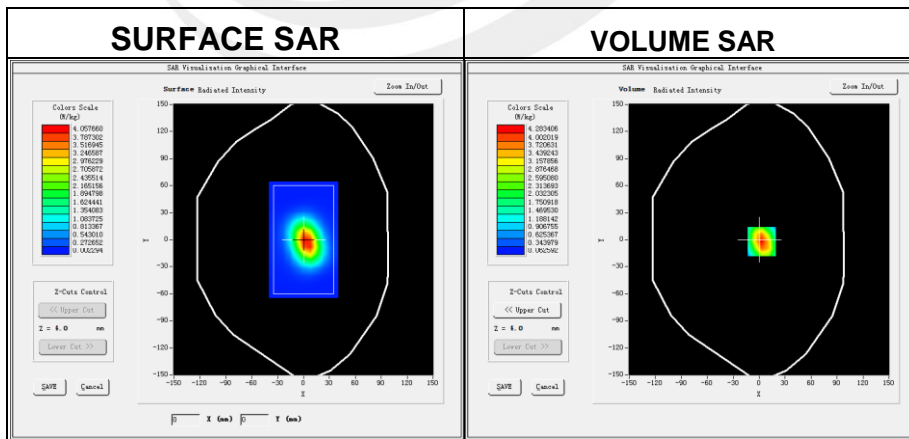 SURFACE SAR
VOLUME SAR
SAR Visualisation Graphical Interface
Surface Radiated Intensity
Zoom In/Out
Colors Scale
(W/kg)
4.057660
3.787302
3.516945
3.246587
2.976229
2.705872
2.435514
2.165156
1.894798
1.624441
1.354083
1.083725
0.813367
0.543010
0.272652
0.002294
Z-Cuts Control
<< Upper Cut
Z = 4.0 mm
Lower Cut >>
SAVE Cancel
150
120
90
60
30
0
-30
-60
-90
-120
-150
Y
-150 -120 -90 -60 -30 0 30 60 90 120 150
X
0 X (mm) 0 Y (mm)
SAR Visualisation Graphical Interface
Volume Radiated Intensity
Zoom In/Out
Colors Scale
(W/kg)
4.283406
4.002019
3.720631
3.439243
3.157856
2.876468
2.595080
2.313693
2.032305
1.750918
1.469530
1.188142
0.906755
0.625367
0.343979
0.062592
Z-Cuts Control
<< Upper Cut
Z = 4.0 mm
Lower Cut >>
SAVE Cancel
150
120
90
60
30
0
-30
-60
-90
-120
-150
Y
-150 -120 -90 -60 -30 0 30 60 90 120 150
X